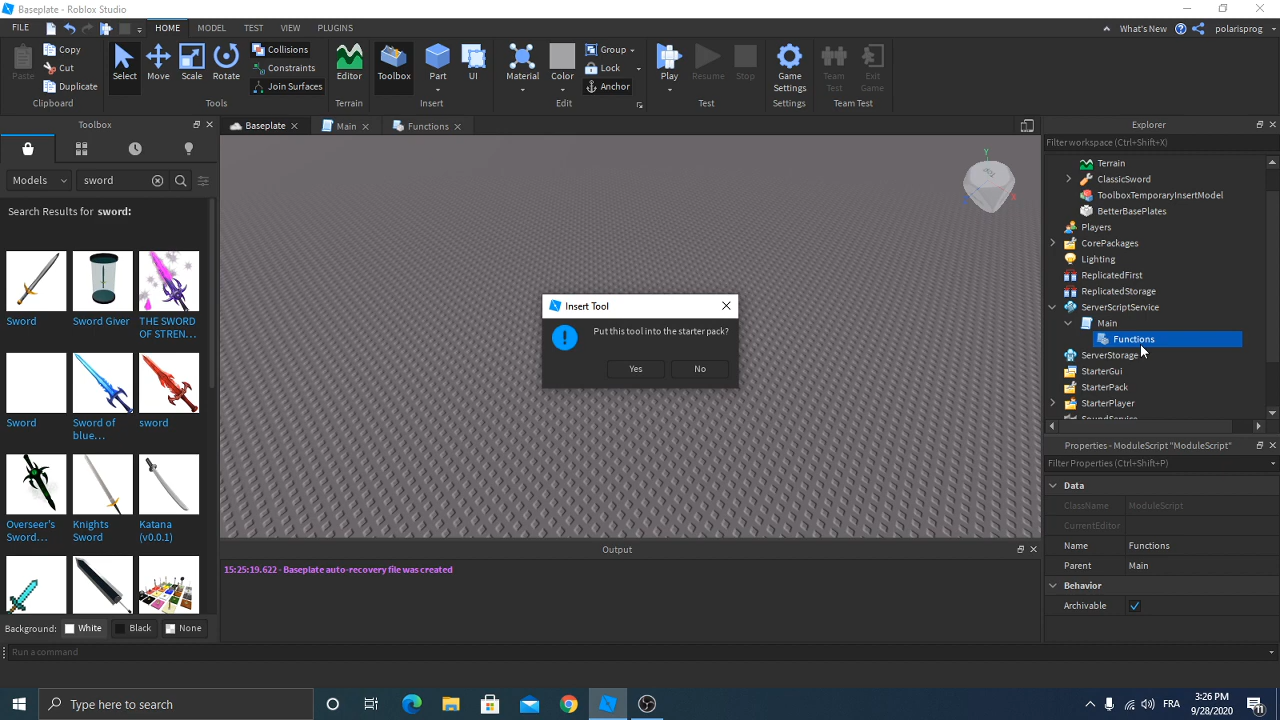 Baseplate - Roblox Studio
FILE HOME MODEL TEST VIEW PLUGINS What's New polarisprog
Paste Copy Cut Duplicate Clipboard
Select Move Scale Rotate Collisions Constraints Join Surfaces Tools
Editor Terrain
Toolbox Part UI Insert
Material Color Group Lock Anchor Edit
Play Resume Stop Test
Game Settings Settings
Team Test Exit Game Team Test
Toolbox
Baseplate Main Functions
Models sword
Search Results for sword:
Sword
Sword Giver
THE SWORD OF STREN...
Sword
Sword of blue...
sword
Overseer's Sword...
Knights Sword
Katana (v0.0.1)
Background: White Black None
Insert Tool
Put this tool into the starter pack?
Yes No
Output
15:25:19.622 - Baseplate auto-recovery file was created
Run a command
Explorer
Filter workspace (Ctrl+Shift+X)
Terrain
ClassicSword
ToolboxTemporaryInsertModel
BetterBasePlates
Players
CorePackages
Lighting
ReplicatedFirst
ReplicatedStorage
ServerScriptService
Main
Functions
ServerStorage
StarterGui
StarterPack
StarterPlayer
SoundService
Properties - ModuleScript "ModuleScript"
Filter Properties (Ctrl+Shift+P)
Data
ClassName ModuleScript
CurrentEditor
Name Functions
Parent Main
Behavior
Archivable
Type here to search
FRA
3:26 PM
9/28/2020
11